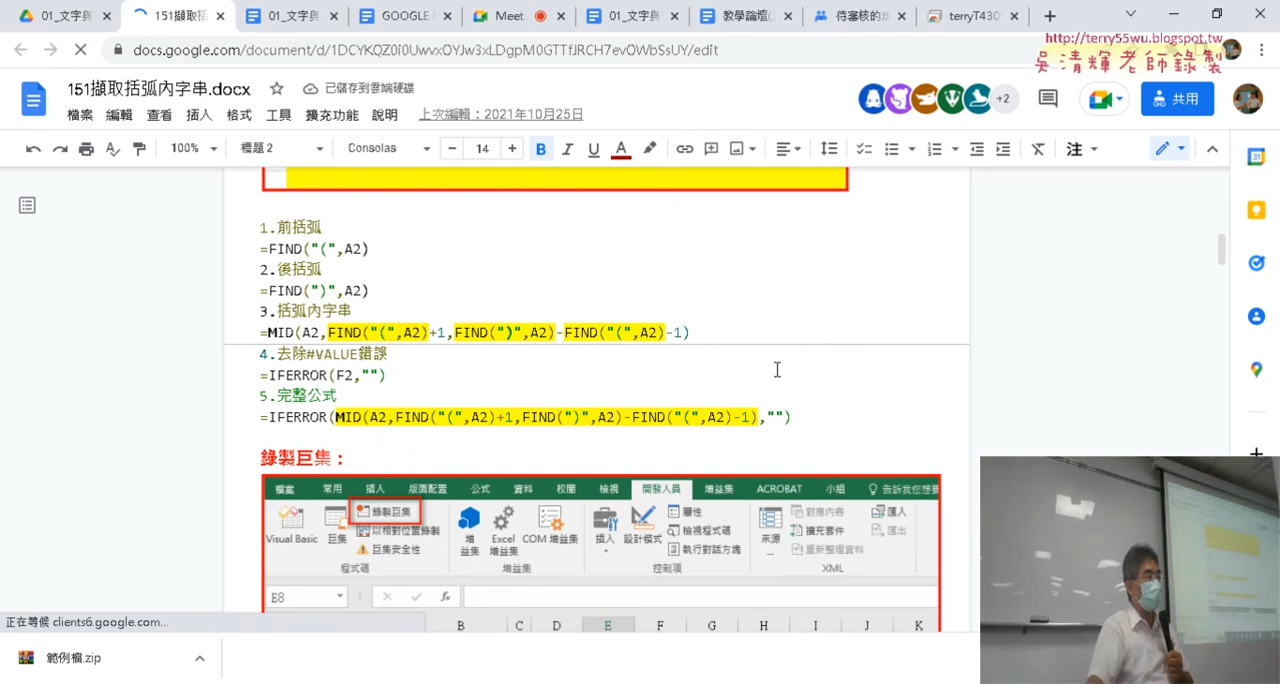 01_文字與
151擷取括
01_文字與
GOOGLE
Meet
01_文字與
教學論壇(
待審核的成
terryT430
docs.google.com/document/d/1DCYKQZ0i0UwvxOYJw3xLDgpM0GTTfJRCH7evOWbSsUY/edit
http://terry55wu.blogspot.tw
吳清輝老師錄製
151擷取括弧內字串.docx
已儲存到雲端硬碟
檔案 編輯 查看 插入 格式 工具 擴充功能 說明
上次編輯：2021年10月25日
+2
共用
100%
標題 2
Consolas
14
B I U A
注
31
1.前括弧
=FIND("(",A2)
2.後括弧
=FIND(")",A2)
3.括弧內字串
=MID(A2,FIND("(",A2)+1,FIND(")",A2)-FIND("(",A2)-1)
4.去除#VALUE錯誤
=IFERROR(F2,"")
5.完整公式
=IFERROR(MID(A2,FIND("(",A2)+1,FIND(")",A2)-FIND("(",A2)-1),"")
錄製巨集：
檔案 常用 插入 版面配置 公式 資料 校閱 檢視 開發人員 增益集 ACROBAT 小組 告訴我您想要
Visual Basic
巨集
錄製巨集
以相對位置錄製
巨集安全性
程式碼
增益集
Excel 增益集
COM 增益集
增益集
插入
設計模式
屬性
檢視程式碼
執行對話方塊
控制項
來源
對應內容
擴充套件
重新整理資料
匯入
匯出
XML
E8
fx
B C D E F G H I J K
正在等候 clients6.google.com...
範例檔.zip